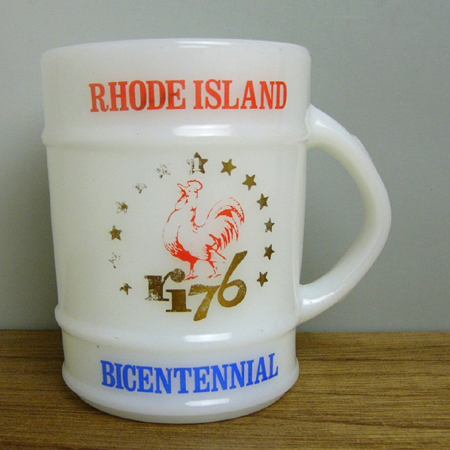 RHODE ISLAND
ri76
BICENTENNIAL